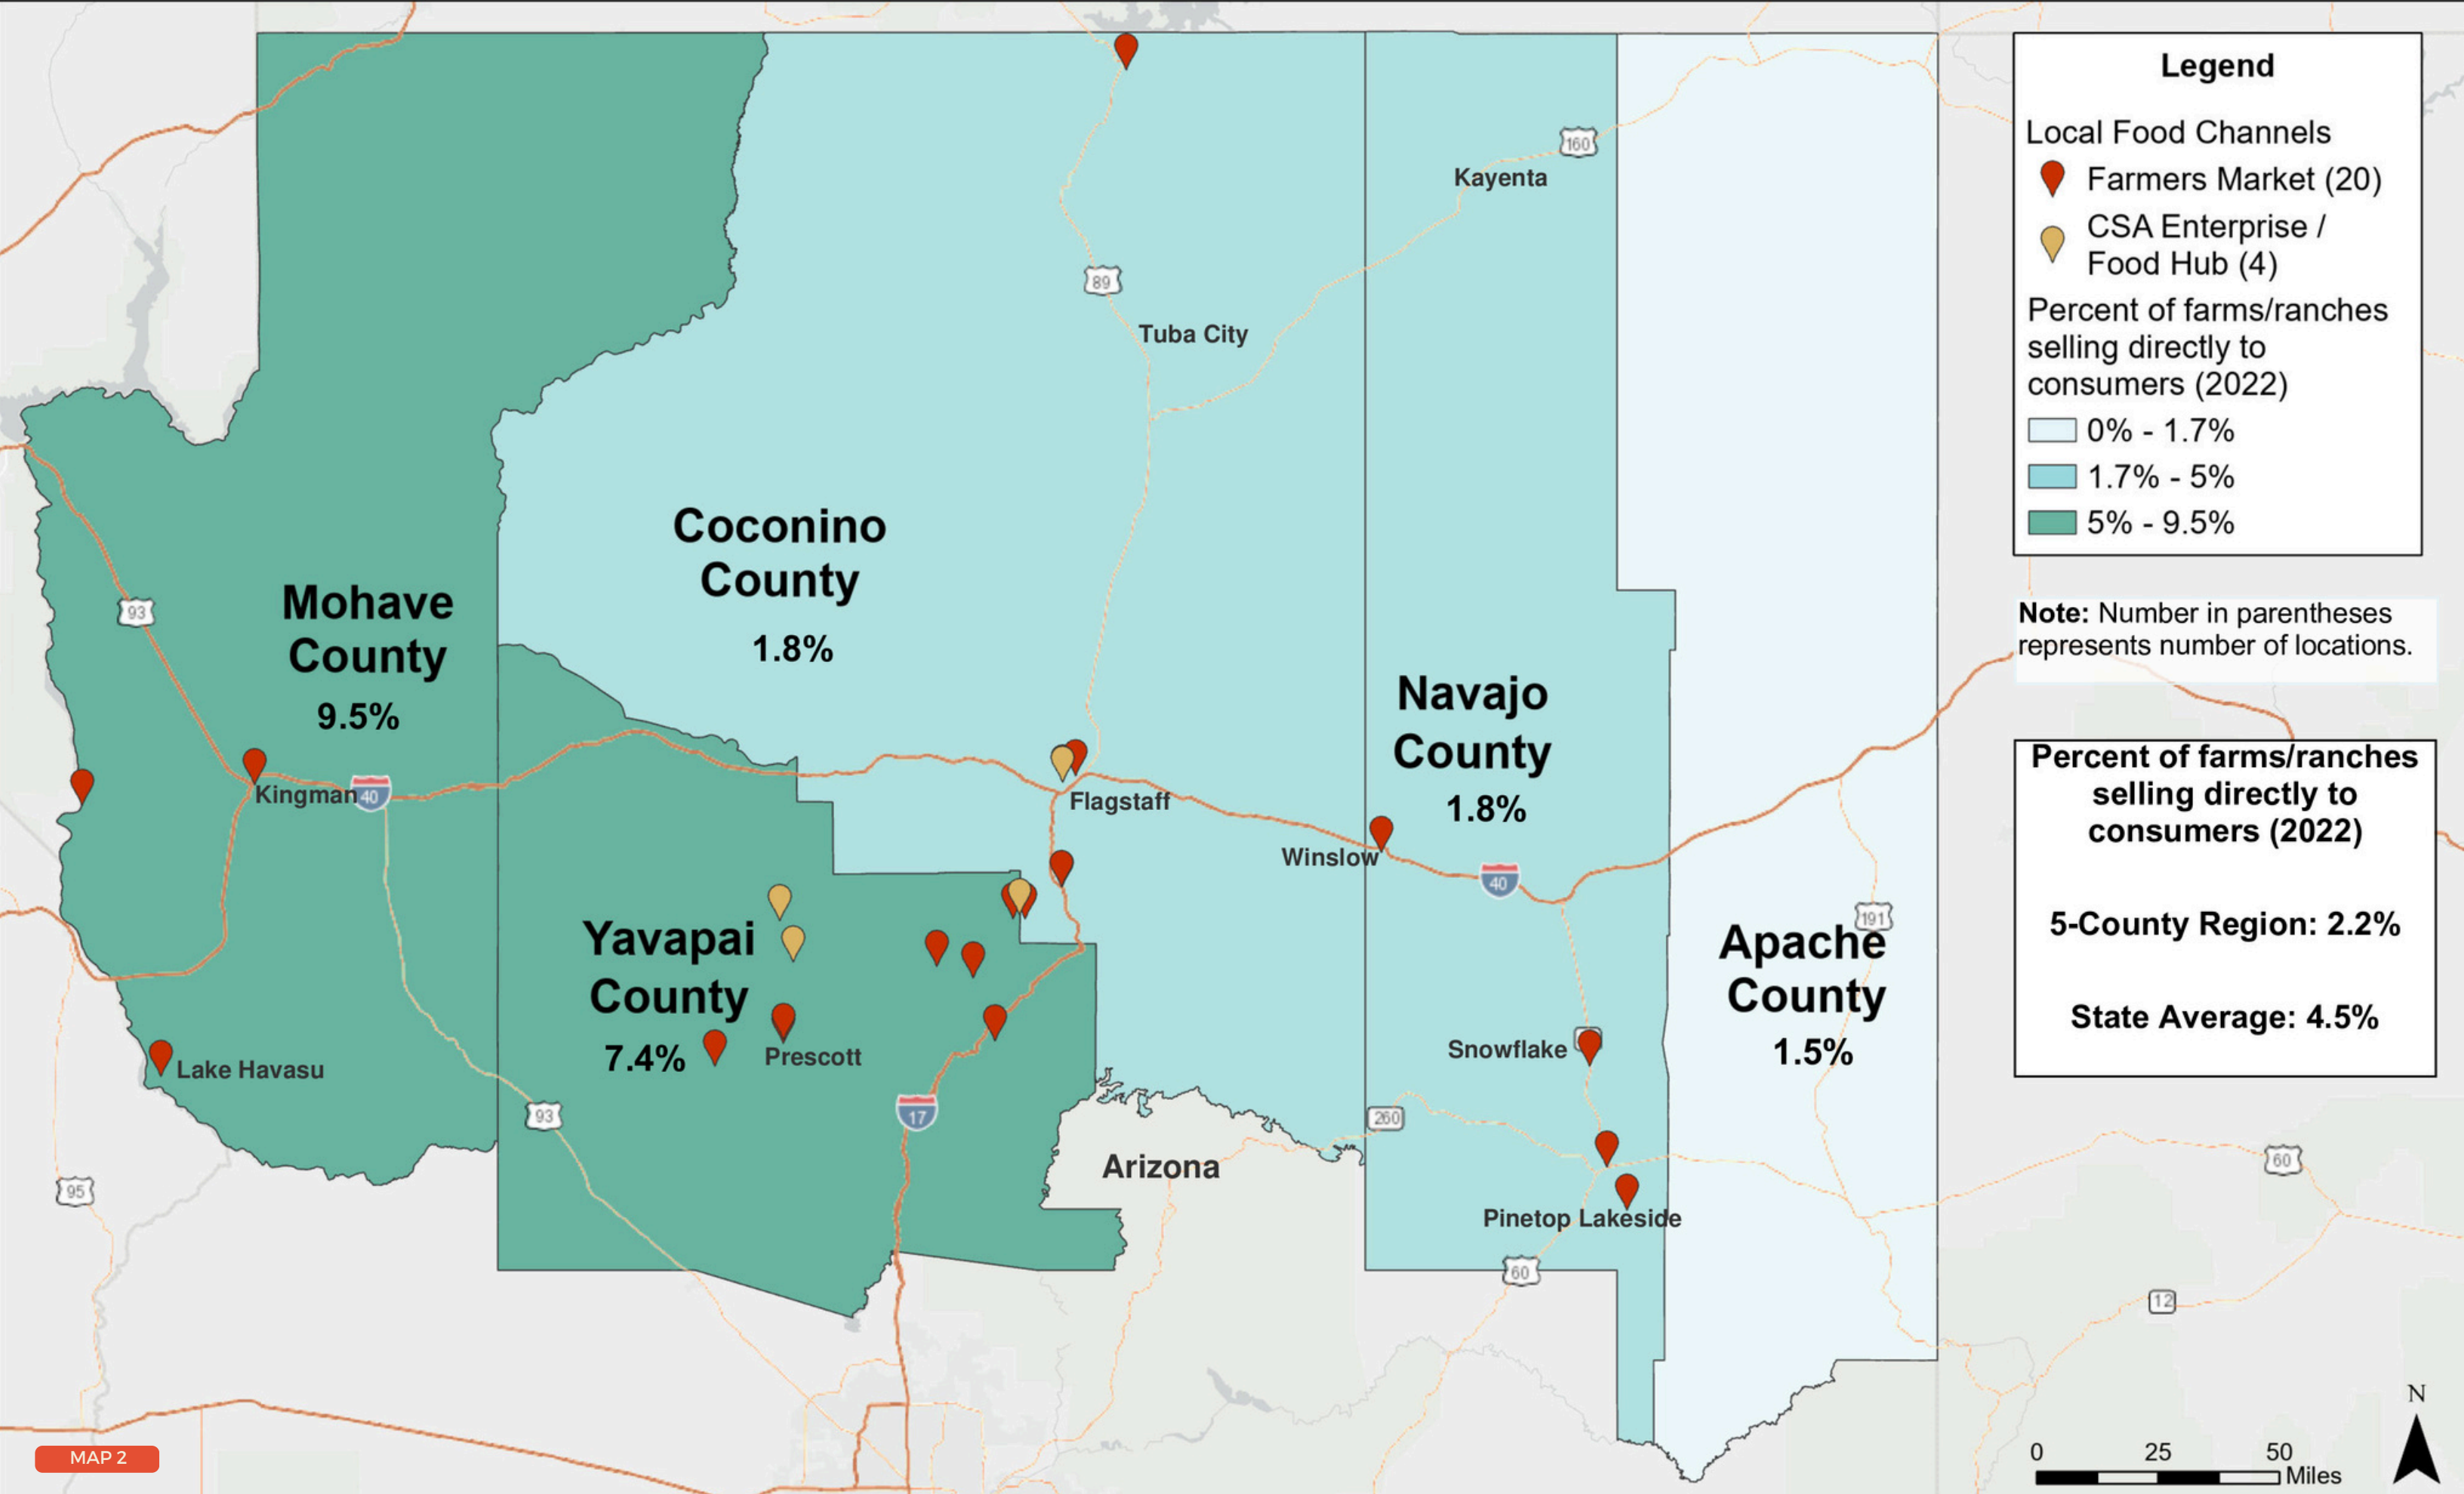 Legend
Local Food Channels
Farmers Market (20)
CSA Enterprise /
Food Hub (4)
Percent of farms/ranches
selling directly to
consumers (2022)
0% - 1.7%
1.7% - 5%
5% - 9.5%
Note: Number in parentheses
represents number of locations.
Percent of farms/ranches
selling directly to
consumers (2022)
5-County Region: 2.2%
State Average: 4.5%
160
Kayenta
89
Tuba City
Coconino
County
1.8%
93
Mohave
County
9.5%
Navajo
County
1.8%
Kingman
40
Flagstaff
Winslow
40
191
Yavapai
County
7.4%
Prescott
Apache
County
1.5%
Snowflake
Lake Havasu
93
17
260
Arizona
95
60
Pinetop Lakeside
60
12
MAP 2
N
0 25 50
Miles